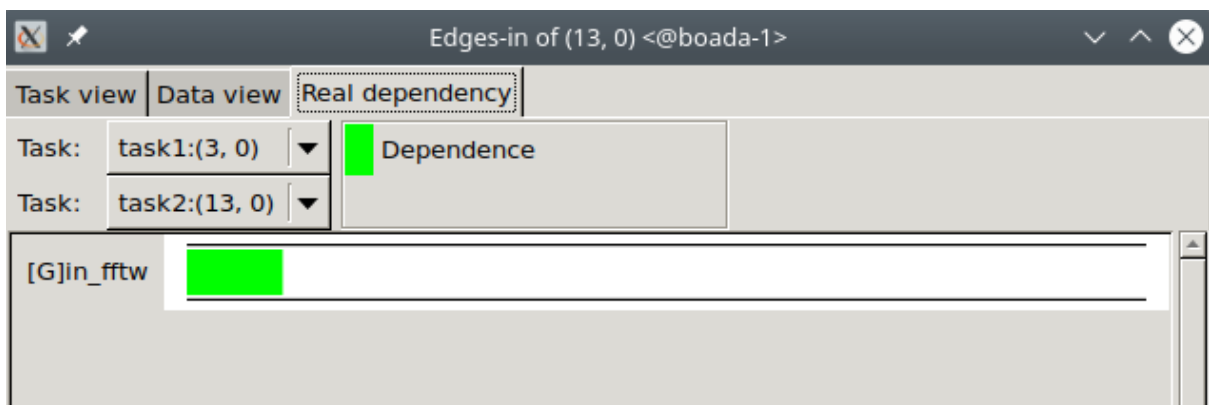 Edges-in of (13, 0) <@boada-1>
Task view Data view Real dependency
Task: task1:(3, 0) Dependence
Task: task2:(13, 0)
[G]in_fftw